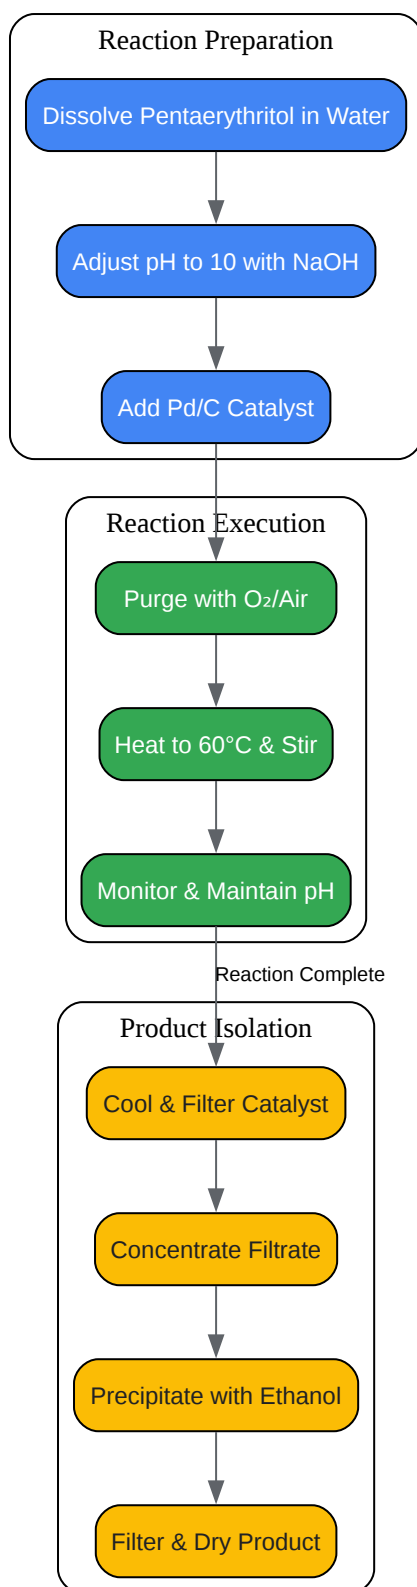 Reaction Preparation
Dissolve Pentaerythritol in Water
Adjust pH to 10 with NaOH
Add Pd/C Catalyst
Reaction Execution
Purge with O₂/Air
Heat to 60°C & Stir
Monitor & Maintain pH
Reaction Complete
Product Isolation
Cool & Filter Catalyst
Concentrate Filtrate
Precipitate with Ethanol
Filter & Dry Product